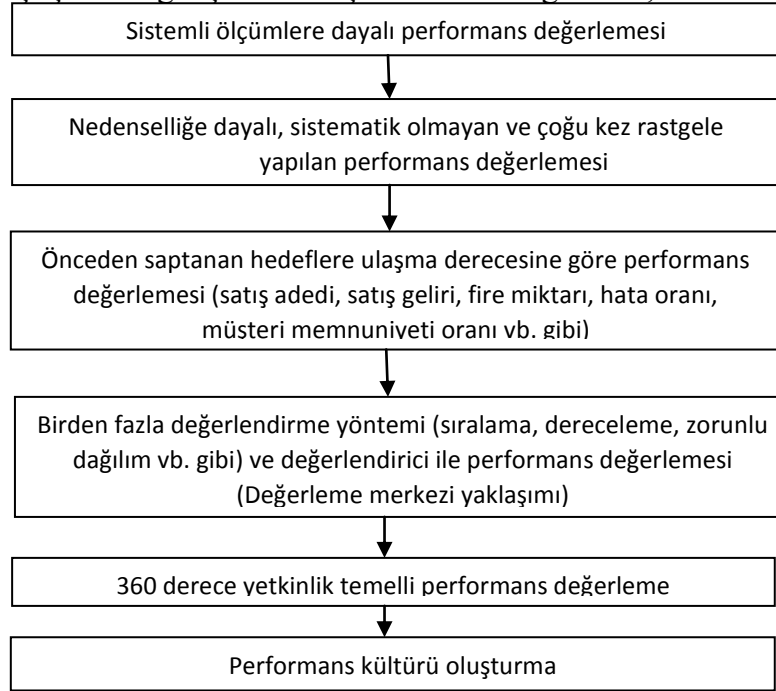 Sistemli ölçümlere dayalı performans değerlemesi
Nedenselliğe dayalı, sistematik olmayan ve çoğu kez rastgele
yapılan performans değerlemesi
Önceden saptanan hedeflere ulaşma derecesine göre performans
değerlemesi (satış adedi, satış geliri, fire miktarı, hata oranı,
müşteri memnuniyeti oranı vb. gibi)
Birden fazla değerlendirme yöntemi (sıralama, dereceleme, zorunlu
dağılım vb. gibi) ve değerlendirici ile performans değerlemesi
(Değerleme merkezi yaklaşımı)
360 derece yetkinlik temelli performans değerleme
Performans kültürü oluşturma